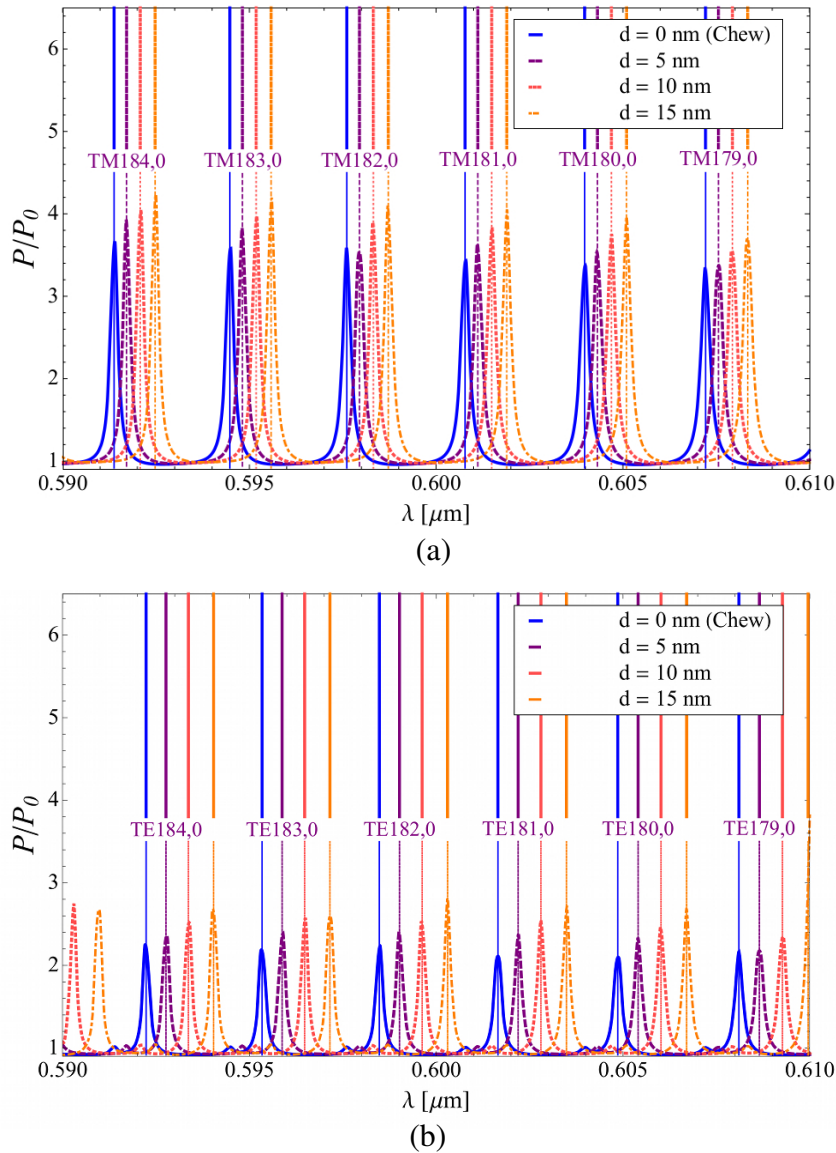 6
5
4
3
2
1
P/P0
d = 0 nm (Chew)
d = 5 nm
d = 10 nm
d = 15 nm
TM184,0 TM183,0 TM182,0 TM181,0 TM180,0 TM179,0
0.590 0.595 0.600 0.605 0.610
λ [μm]
(a)
6
5
4
3
2
1
P/P0
d = 0 nm (Chew)
d = 5 nm
d = 10 nm
d = 15 nm
TE184,0 TE183,0 TE182,0 TE181,0 TE180,0 TE179,0
0.590 0.595 0.600 0.605 0.610
λ [μm]
(b)